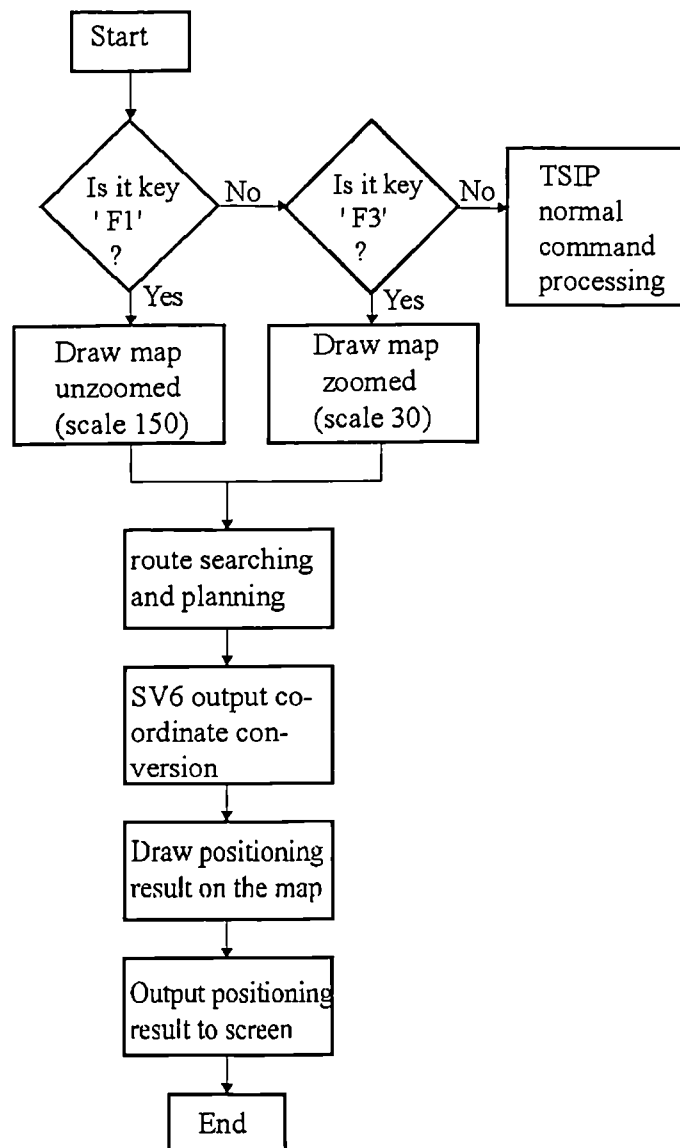 Start
Is it key
' F1'
?
No
Is it key
' F3'
?
No
TSIP
normal
command
processing
Yes
Yes
Draw map
unzoomed
(scale 150)
Draw map
zoomed
(scale 30)
route searching
and planning
SV6 output co-
ordinate con-
version
Draw positioning
result on the map
Output positioning
result to screen
End